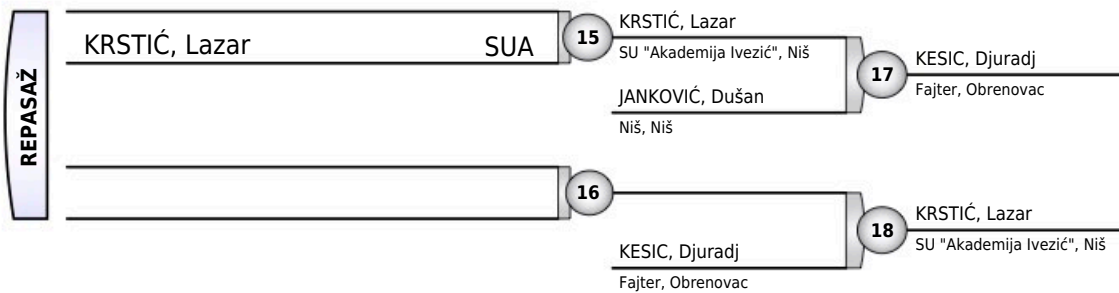 REPASAŽ
KRSTIĆ, Lazar SUA
15
KRSTIĆ, Lazar
SU "Akademija Ivezić", Niš
JANKOVIĆ, Dušan
Niš, Niš
17
KESIC, Djuradj
Fajter, Obrenovac
16
KESIC, Djuradj
Fajter, Obrenovac
18
KRSTIĆ, Lazar
SU "Akademija Ivezić", Niš